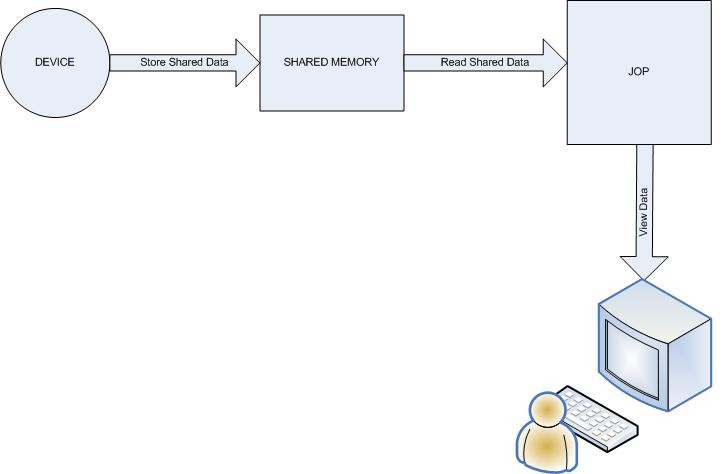 DEVICE
Store Shared Data
SHARED MEMORY
Read Shared Data
JOP
View Data